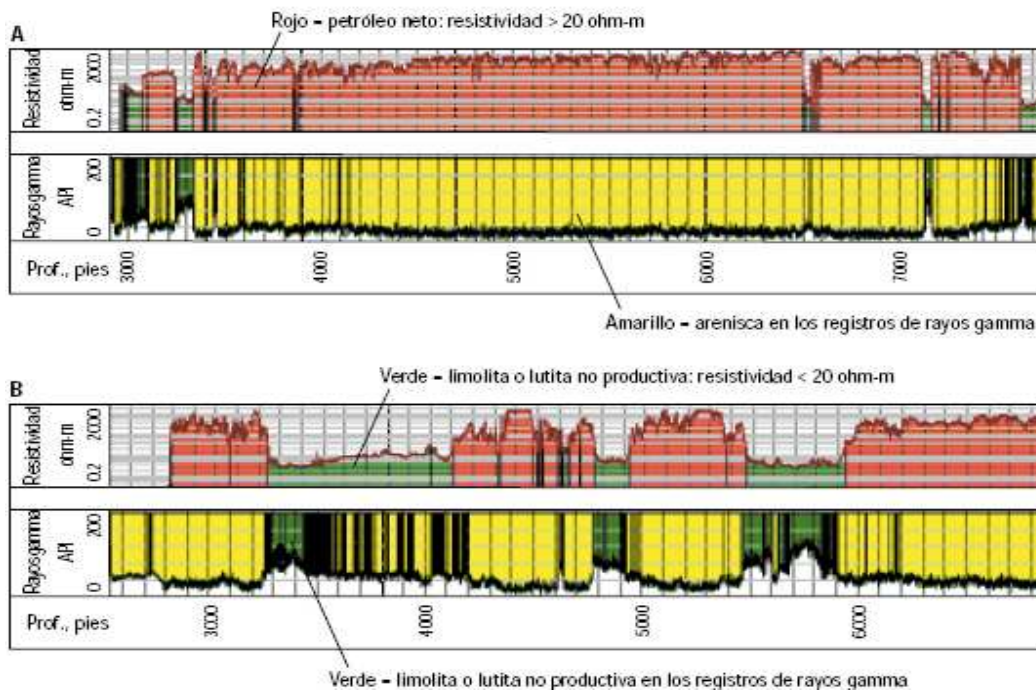 Rojo – petróleo neto: resistividad > 20 ohm-m
A
Resistividad
ohm-m
0.2 2000
Rayos gamma
API
0 200
Prof., pies
3000 4000 5000 6000 7000
Amarillo – arenisca en los registros de rayos gamma
Verde – limolita o lutita no productiva: resistividad < 20 ohm-m
B
Resistividad
ohm-m
0.2 2000
Rayos gamma
API
0 200
Prof., pies
3000 4000 5000 6000
Verde – limolita o lutita no productiva en los registros de rayos gamma